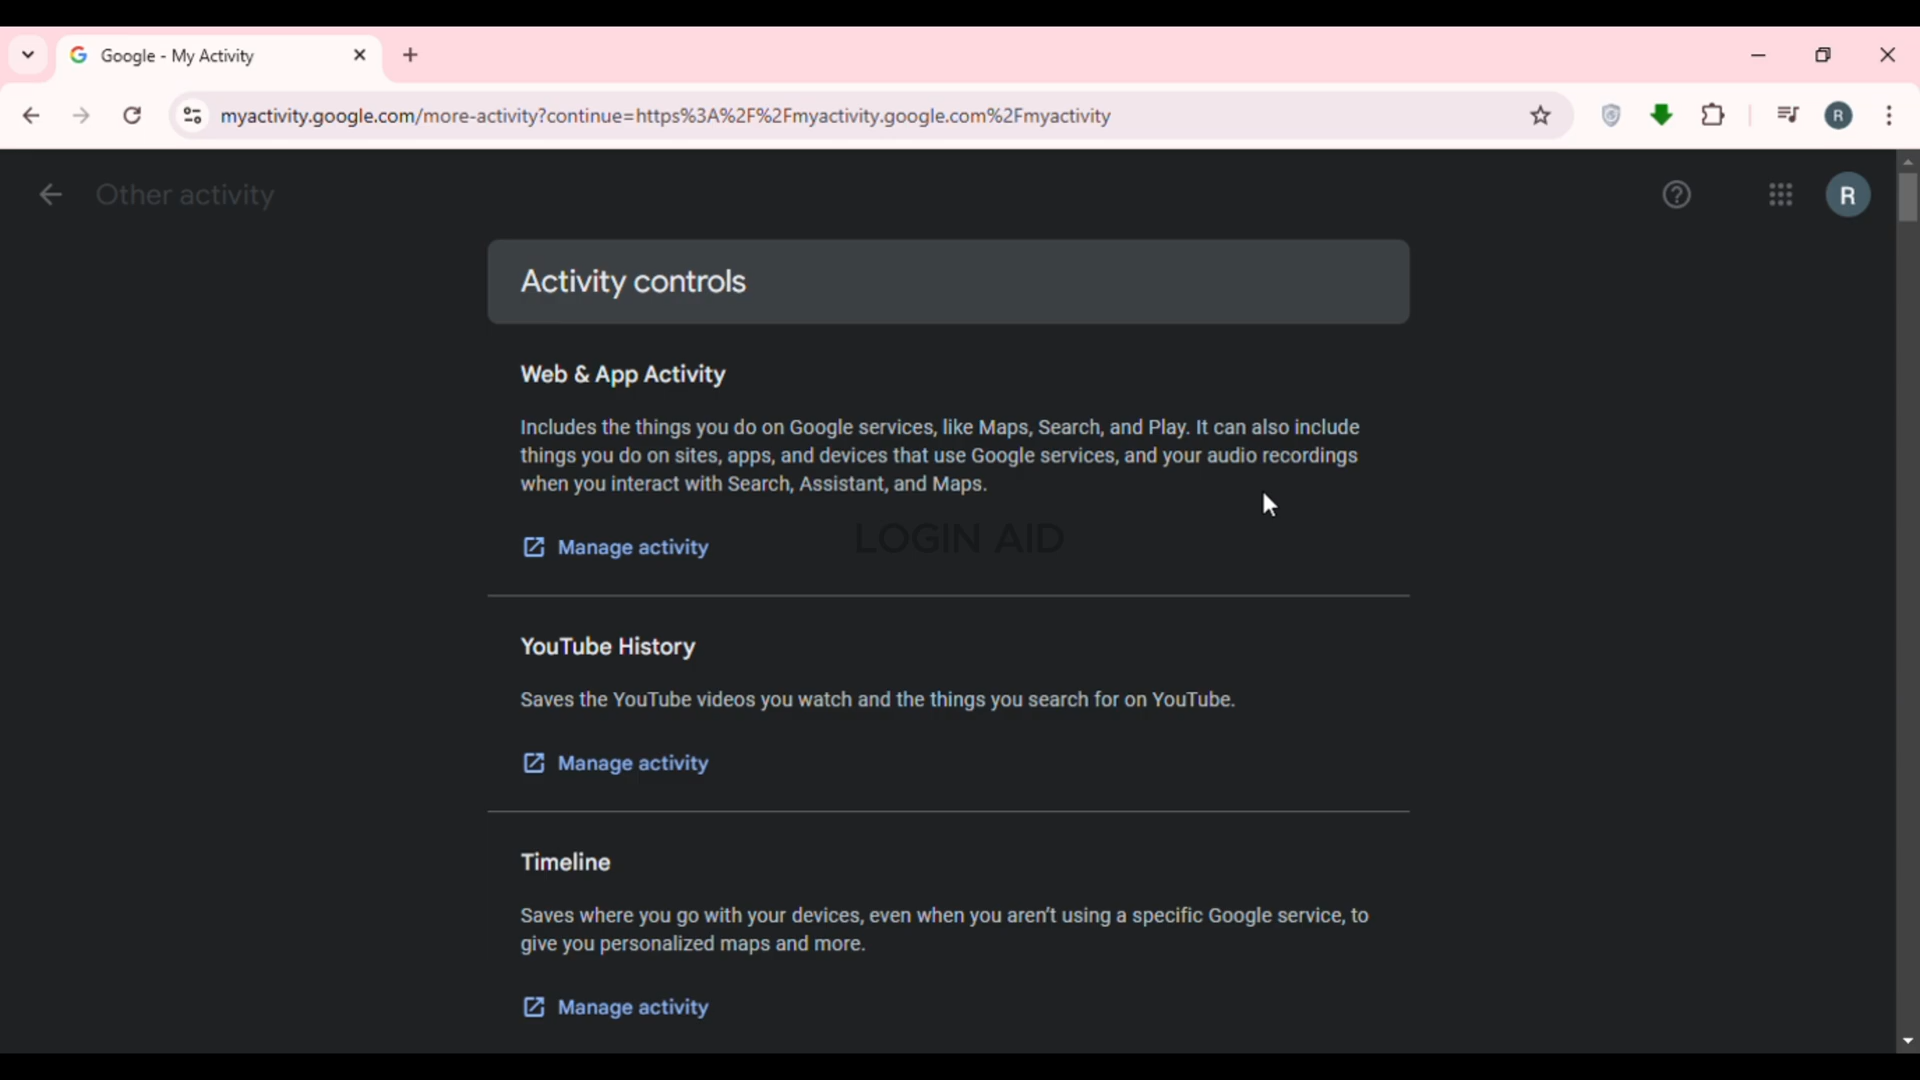 Google - My Activity
myactivity.google.com/more-activity?continue=https%3A%2F%2Fmyactivity.google.com%2Fmyactivity
R
Other activity
R
Activity controls
Web & App Activity
Includes the things you do on Google services, like Maps, Search, and Play. It can also include
things you do on sites, apps, and devices that use Google services, and your audio recordings
when you interact with Search, Assistant, and Maps.
LOGIN AID
Manage activity
YouTube History
Saves the YouTube videos you watch and the things you search for on YouTube.
Manage activity
Timeline
Saves where you go with your devices, even when you aren't using a specific Google service, to
give you personalized maps and more.
Manage activity